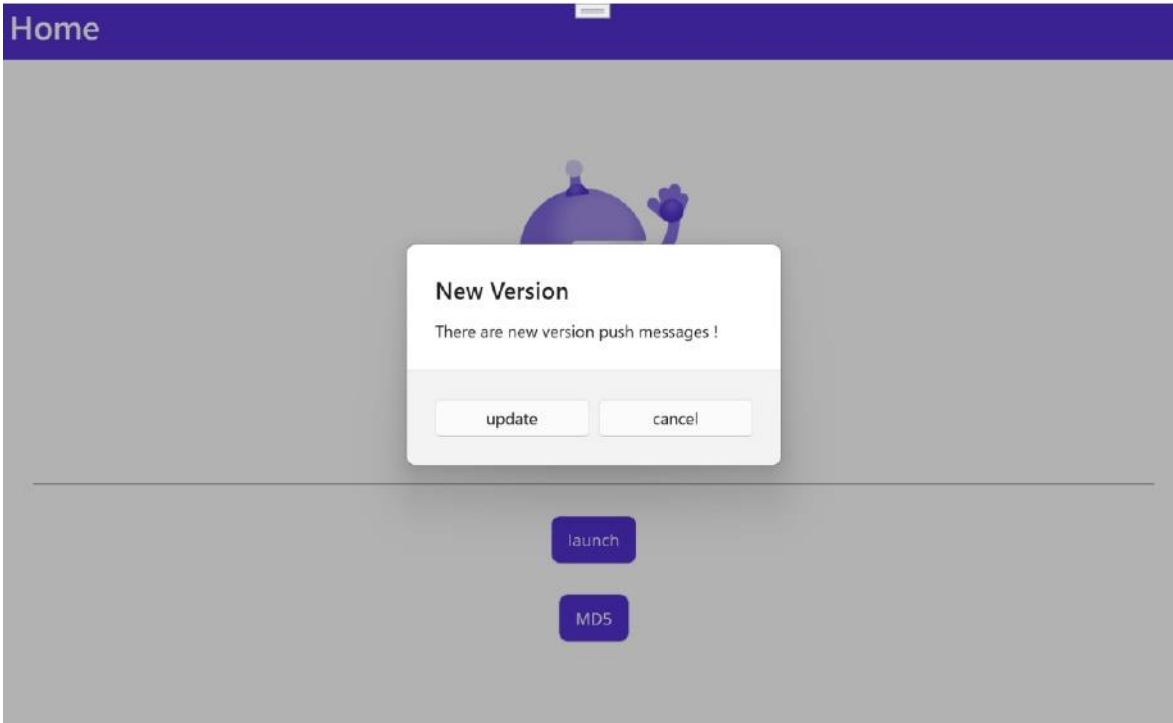 Home
New Version
There are new version push messages !
update cancel
launch
MD5